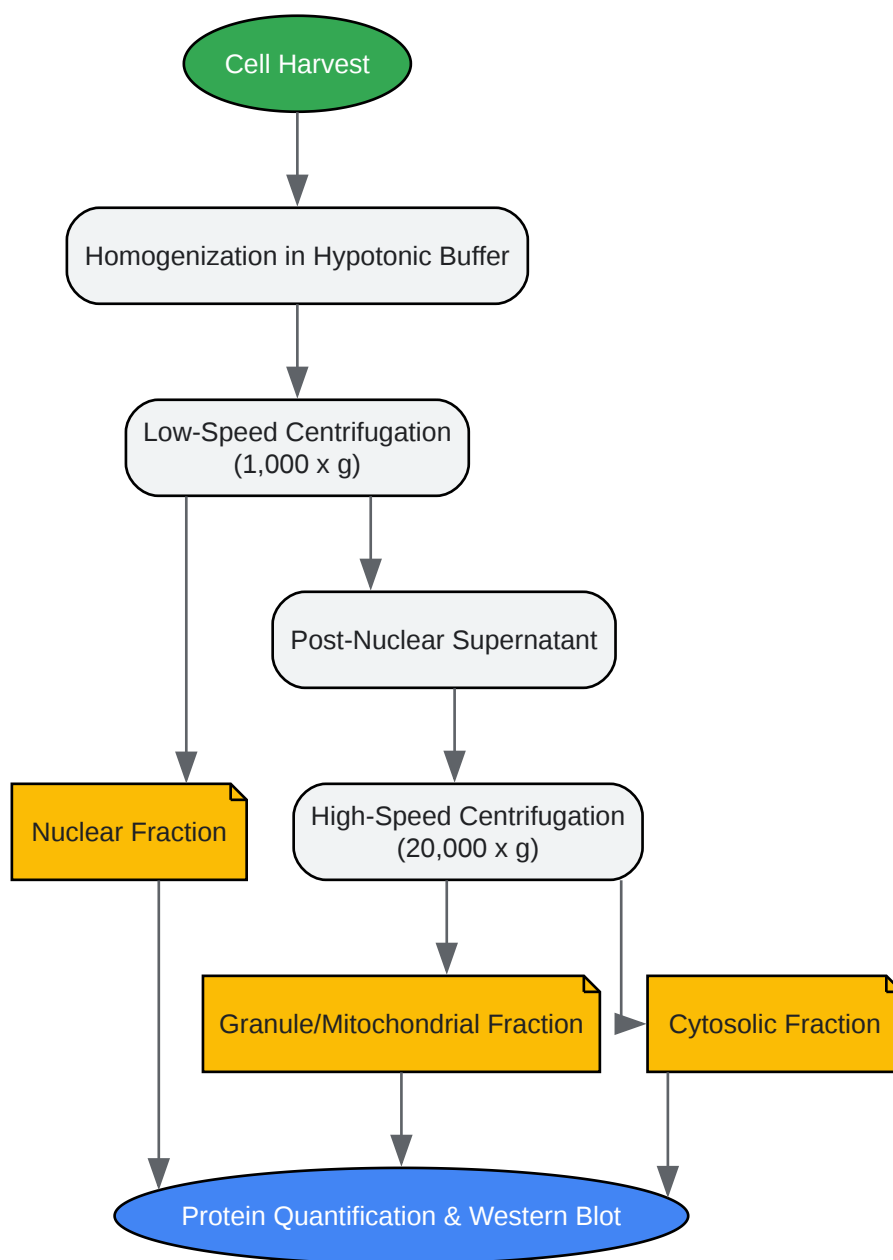 Cell Harvest
Homogenization in Hypotonic Buffer
Low-Speed Centrifugation
(1,000 x g)
Post-Nuclear Supernatant
Nuclear Fraction
High-Speed Centrifugation
(20,000 x g)
Granule/Mitochondrial Fraction
Cytosolic Fraction
Protein Quantification & Western Blot